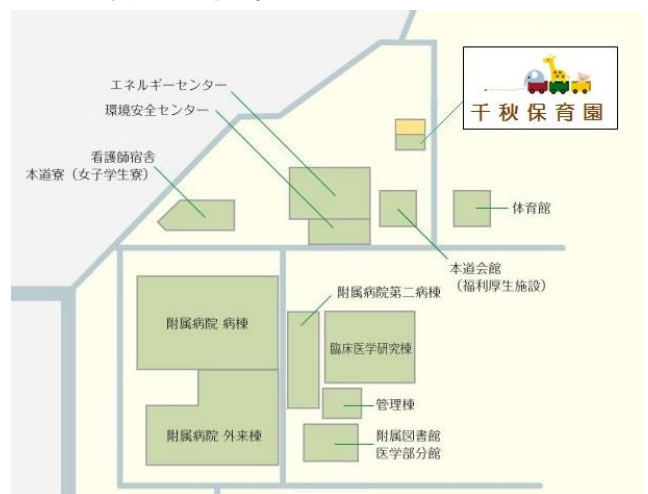 エネルギーセンター
環境安全センター
千秋保育園
看護師宿舎
本道寮（女子学生寮）
体育館
本道会館
（福利厚生施設）
附属病院第二病棟
附属病院 病棟
臨床医学研究棟
管理棟
附属病院 外来棟
附属図書館
医学部分館